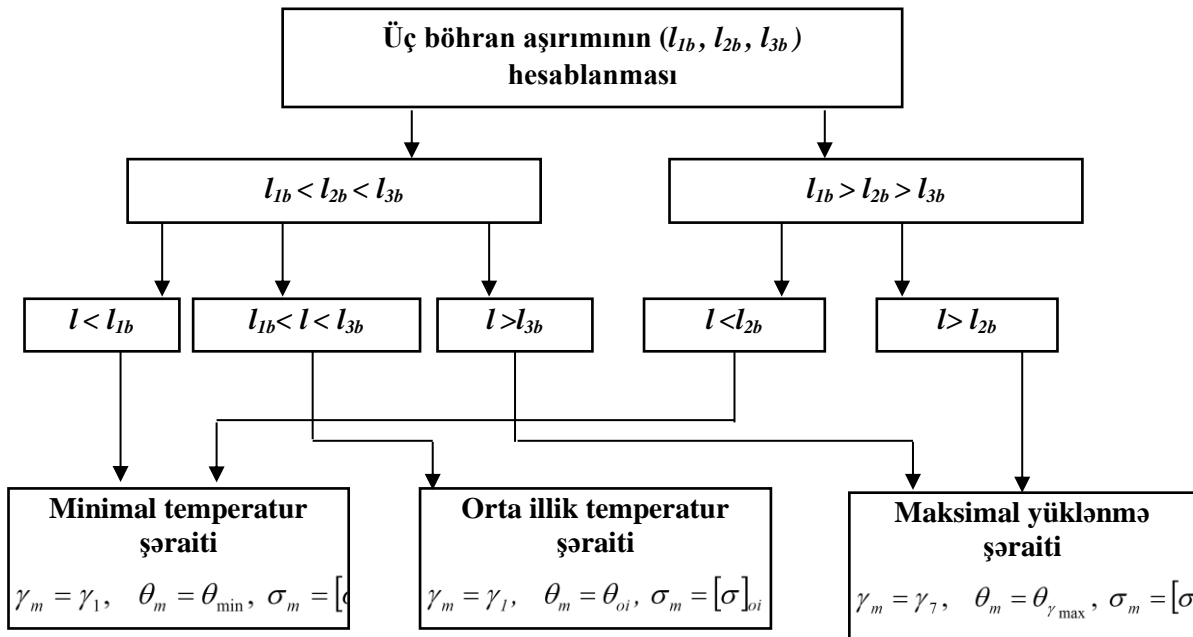 Üç böhran aşırımının (l1b, l2b, l3b)
hesablanması
l1b < l2b < l3b
l1b > l2b > l3b
l < l1b
l1b< l < l3b
l >l3b
l <l2b
l> l2b
Minimal temperatur
şəraiti
γm = γ1, θm = θmin, σm = [σ
Orta illik temperatur
şəraiti
γm = γ1, θm = θoi, σm = [σ]oi
Maksimal yüklənmə
şəraiti
γm = γ7, θm = θγmax, σm = [σ